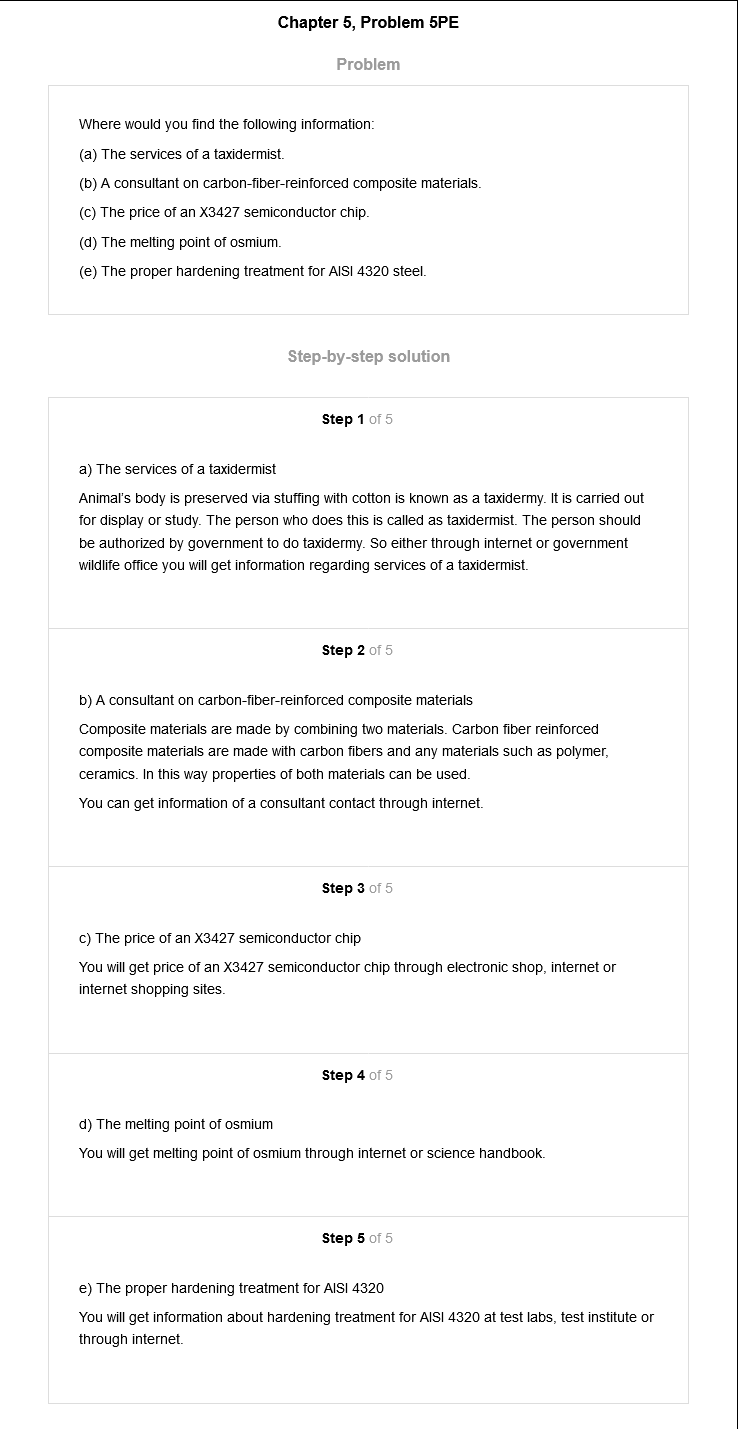 Chapter 5, Problem 5PE
Problem
Where would you find the following information:
(a) The services of a taxidermist.
(b) A consultant on carbon-fiber-reinforced composite materials.
(c) The price of an X3427 semiconductor chip.
(d) The melting point of osmium.
(e) The proper hardening treatment for AISI 4320 steel.
Step-by-step solution
Step 1 of 5
a) The services of a taxidermist
Animal's body is preserved via stuffing with cotton is known as a taxidermy. It is carried out
for display or study. The person who does this is called as taxidermist. The person should
be authorized by government to do taxidermy. So either through internet or government
wildlife office you will get information regarding services of a taxidermist.
Step 2 of 5
b) A consultant on carbon-fiber-reinforced composite materials
Composite materials are made by combining two materials. Carbon fiber reinforced
composite materials are made with carbon fibers and any materials such as polymer,
ceramics. In this way properties of both materials can be used.
You can get information of a consultant contact through internet.
Step 3 of 5
c) The price of an X3427 semiconductor chip
You will get price of an X3427 semiconductor chip through electronic shop, internet or
internet shopping sites.
Step 4 of 5
d) The melting point of osmium
You will get melting point of osmium through internet or science handbook.
Step 5 of 5
e) The proper hardening treatment for AISI 4320
You will get information about hardening treatment for AISI 4320 at test labs, test institute or
through internet.